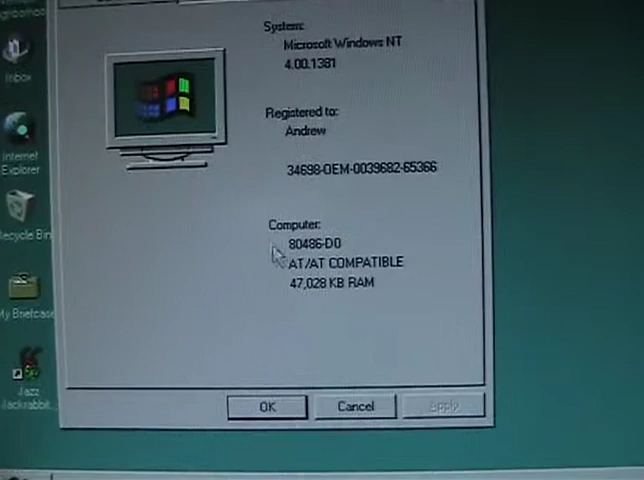 System:
Microsoft Windows NT
4.00.1381
Registered to:
Andrew
34698-OEM-0039682-65366
Computer:
80486-D0
AT/AT COMPATIBLE
47,028 KB RAM
Inbox
Internet
Explorer
Recycle Bin
My Briefcase
Jazz
Jackrabbit
OK
Cancel
Apply